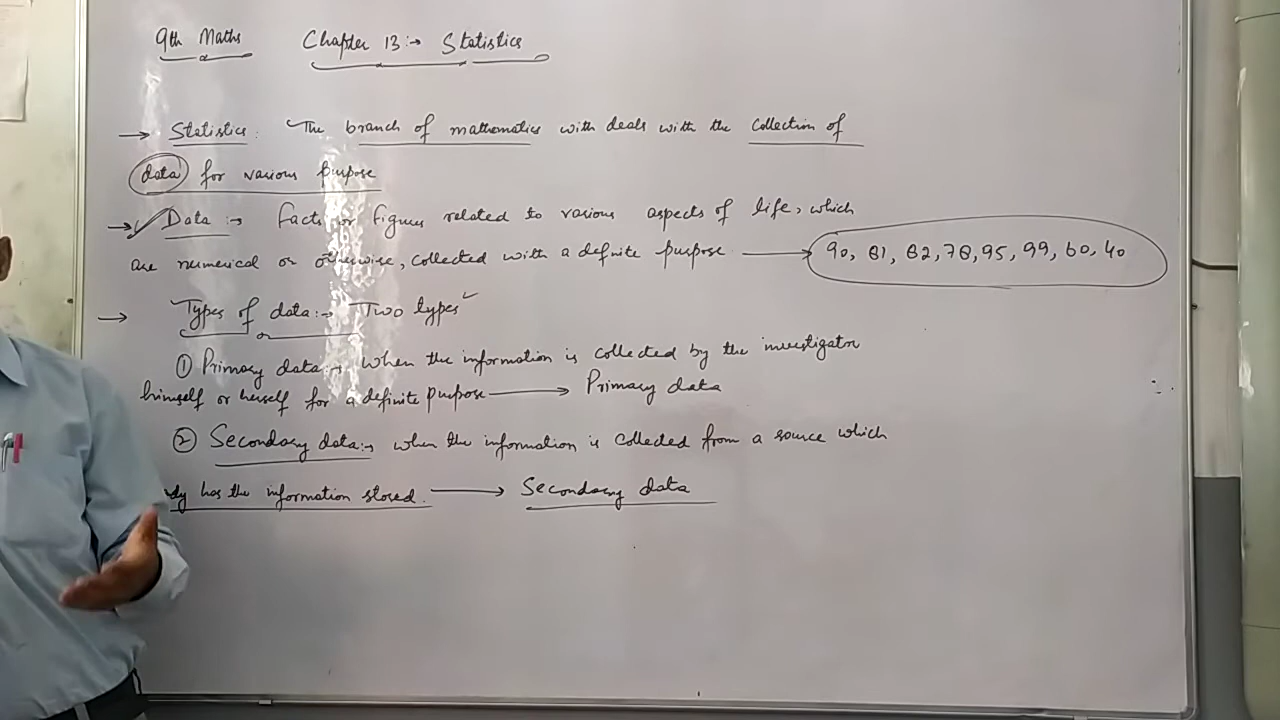 9th Maths Chapter 13:→ Statistics
→ Statistics: The branch of mathematics with deals with the collection of
data for various purpose
→ Data :→ Facts or figures related to various aspects of life, which
are numerical or otherwise, collected with a definite purpose → 90, 81, 82, 78, 95, 99, 60, 40
→ Types of data:→ Two types
① Primary data:→ when the information is collected by the investigator
himself or herself for a definite purpose → Primary data
② Secondary data:→ when the information is collected from a source which
dy has the information stored. → Secondary data